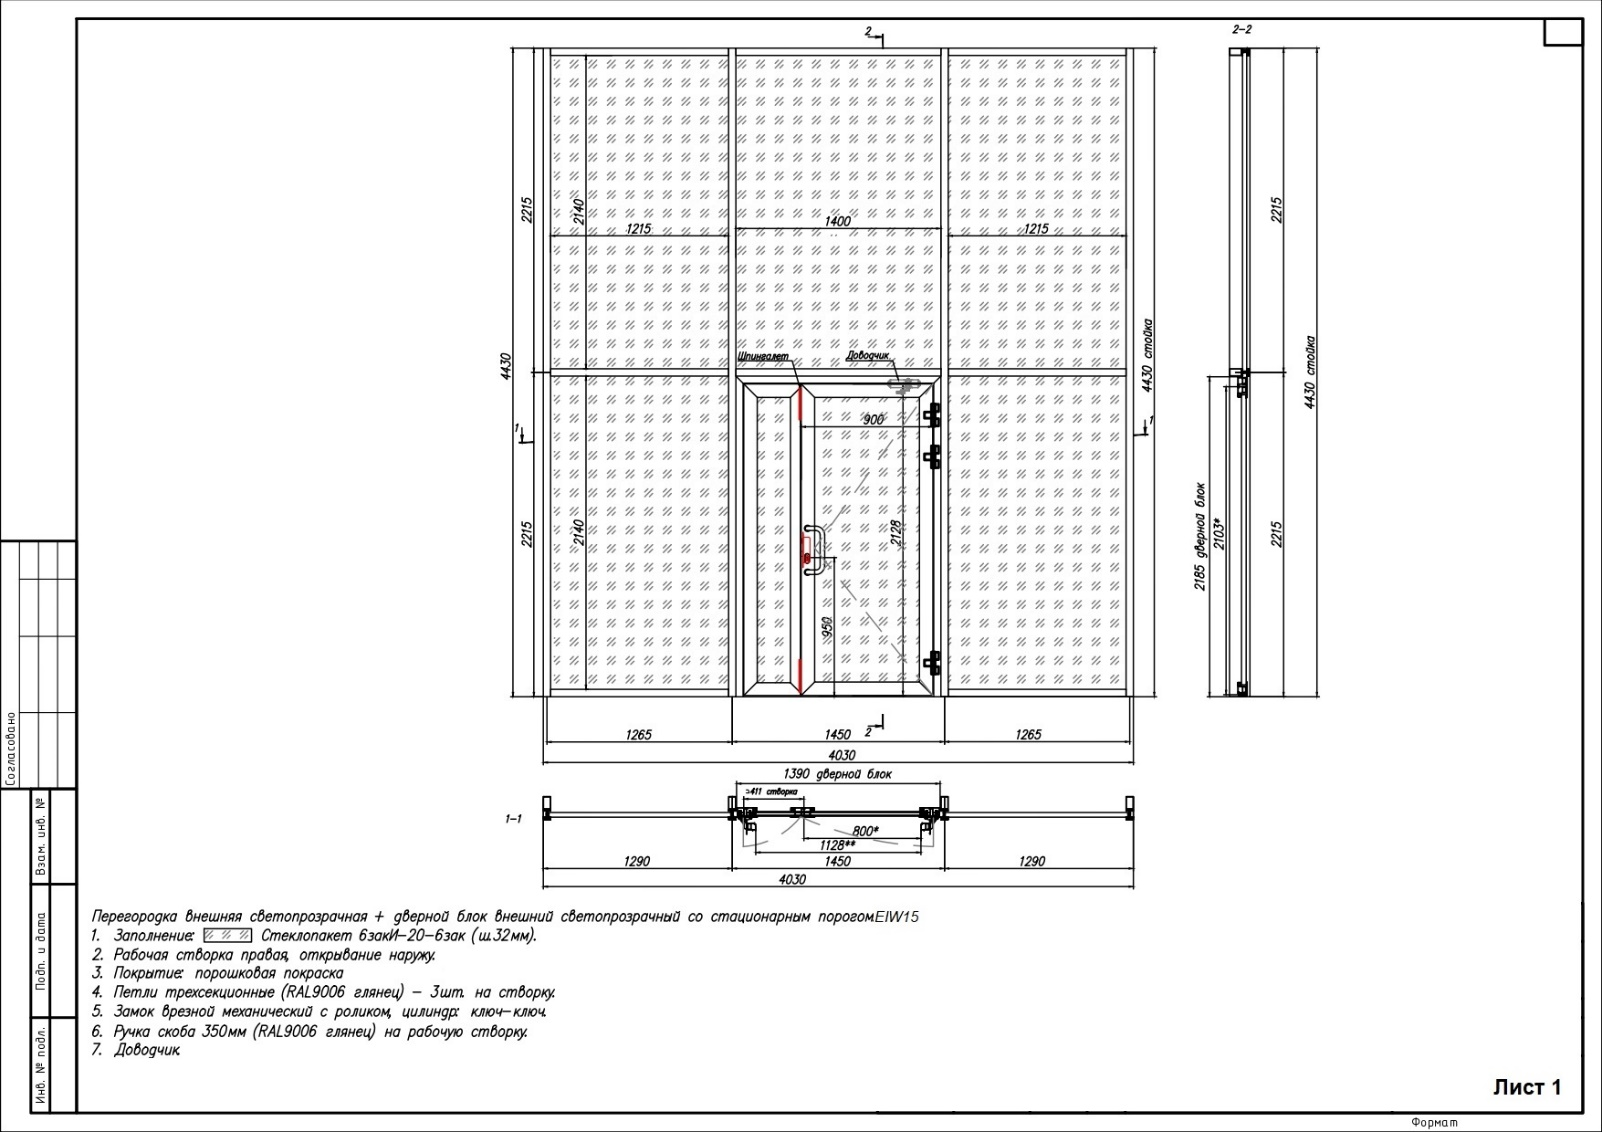 2
2-2
2215
2140
1215
1400
1215
2215
4430
4430 стойка
4430 стойка
Шпингалет
Доводчик
900
1
1
2215
2140
2128
950
2185 дверной блок
2103*
2215
2
1265
1450
1265
4030
1390 дверной блок
411 створка
1-1
800*
1128**
1290
1450
1290
4030
Перегородка внешняя светопрозрачная + дверной блок внешний светопрозрачный со стационарным порогом.EIW15
1. Заполнение: Стеклопакет 6закИ-20-6зак (ш.32мм).
2. Рабочая створка правая, открывание наружу.
3. Покрытие: порошковая покраска
4. Петли трехсекционные (RAL9006 глянец) - 3шт. на створку.
5. Замок врезной механический с роликом, цилиндр: ключ-ключ.
6. Ручка скоба 350мм (RAL9006 глянец) на рабочую створку.
7. Доводчик.
Согласовано
Взам. инв. №
Подп. и дата
Инв. № подл.
Лист 1
Формат